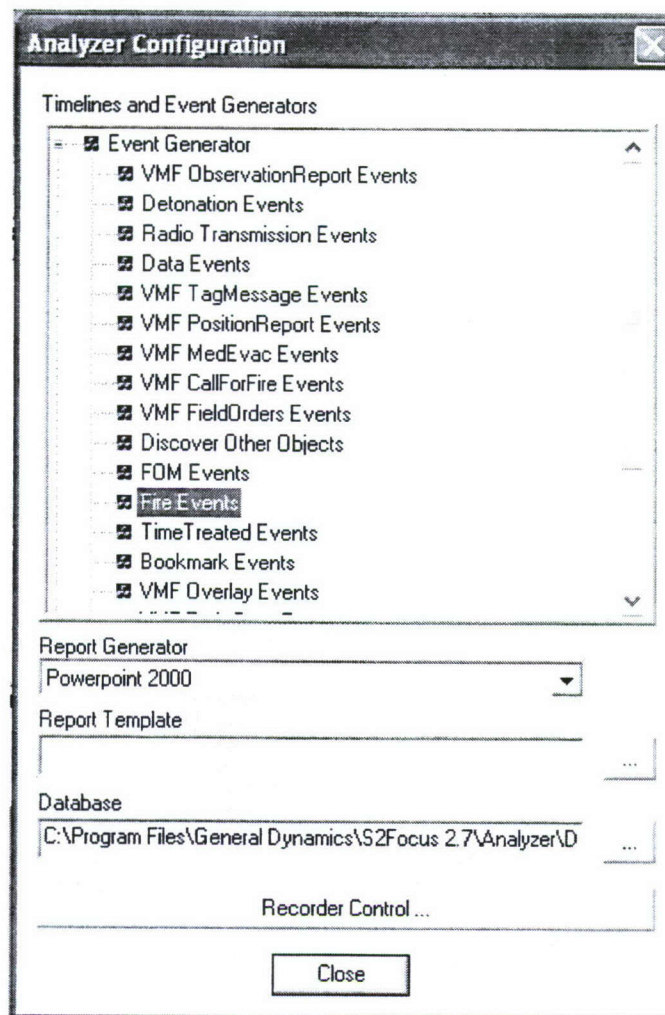 Analyzer Configuration
Timelines and Event Generators
Event Generator
VMF ObservationReport Events
Detonation Events
Radio Transmission Events
Data Events
VMF TagMessage Events
VMF PositionReport Events
VMF MedEvac Events
VMF CallForFire Events
VMF FieldOrders Events
Discover Other Objects
FOM Events
Fire Events
TimeTreated Events
Bookmark Events
VMF Overlay Events
Report Generator
Powerpoint 2000
Report Template
...
Database
C:\Program Files\General Dynamics\S2Focus 2.7\Analyzer\D
...
Recorder Control ...
Close